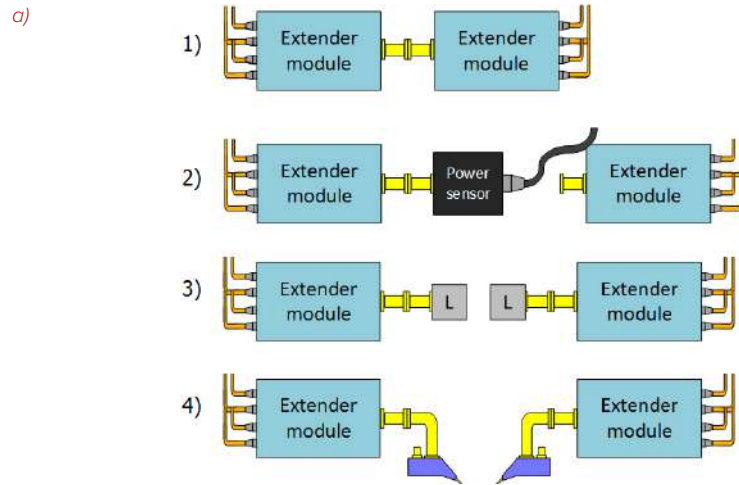 a)
1)
Extender
module
Extender
module
2)
Extender
module
Power
sensor
Extender
module
3)
Extender
module
L
L
Extender
module
4)
Extender
module
Extender
module